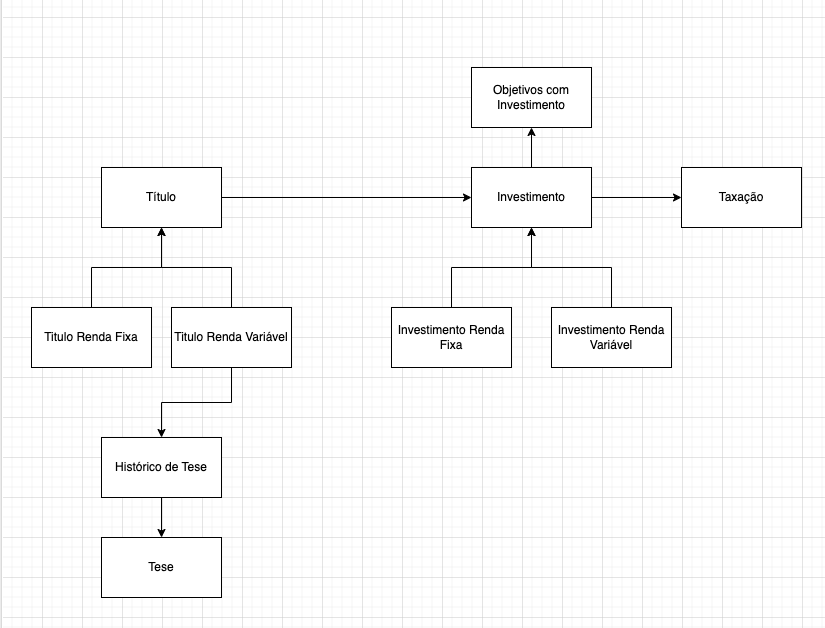 Objetivos com
Investimento
Título
Investimento
Taxação
Titulo Renda Fixa
Titulo Renda Variável
Investimento Renda
Fixa
Investimento Renda
Variável
Histórico de Tese
Tese